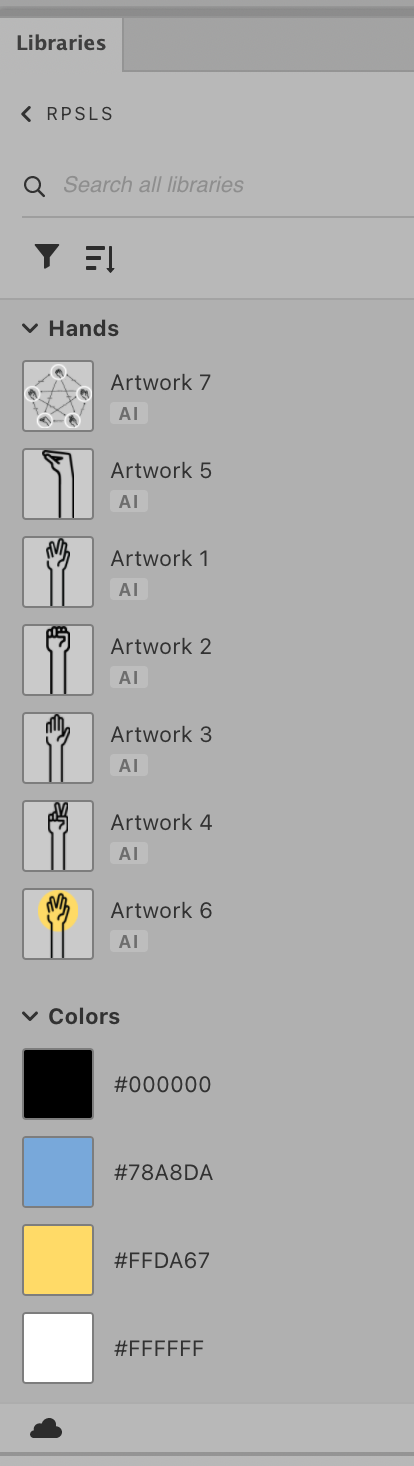 Libraries
RPSLS
Search all libraries
Hands
Artwork 7
AI
Artwork 5
AI
Artwork 1
AI
Artwork 2
AI
Artwork 3
AI
Artwork 4
AI
Artwork 6
AI
Colors
#000000
#78A8DA
#FFDA67
#FFFFFF